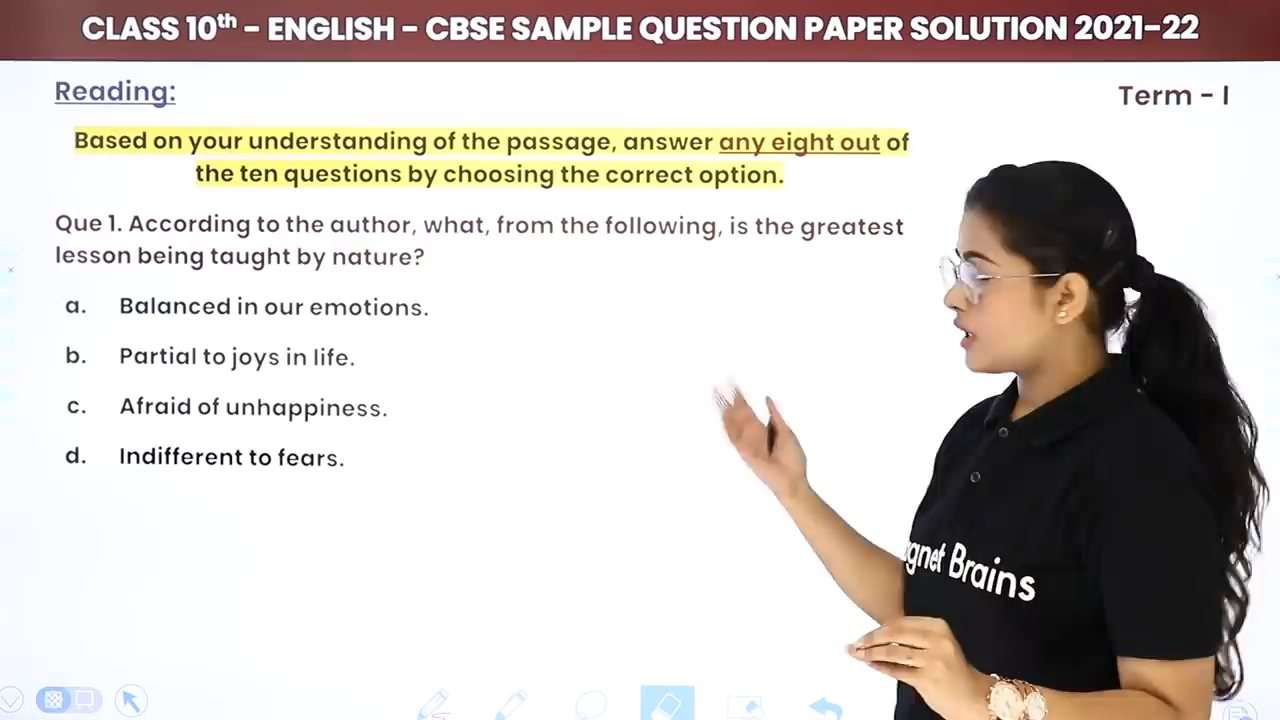 CLASS 10th – ENGLISH – CBSE SAMPLE QUESTION PAPER SOLUTION 2021–22
Reading:
Term – I
Based on your understanding of the passage, answer any eight out of
the ten questions by choosing the correct option.
Que 1. According to the author, what, from the following, is the greatest
lesson being taught by nature?
a. Balanced in our emotions.
b. Partial to joys in life.
c. Afraid of unhappiness.
d. Indifferent to fears.
gnet Brains